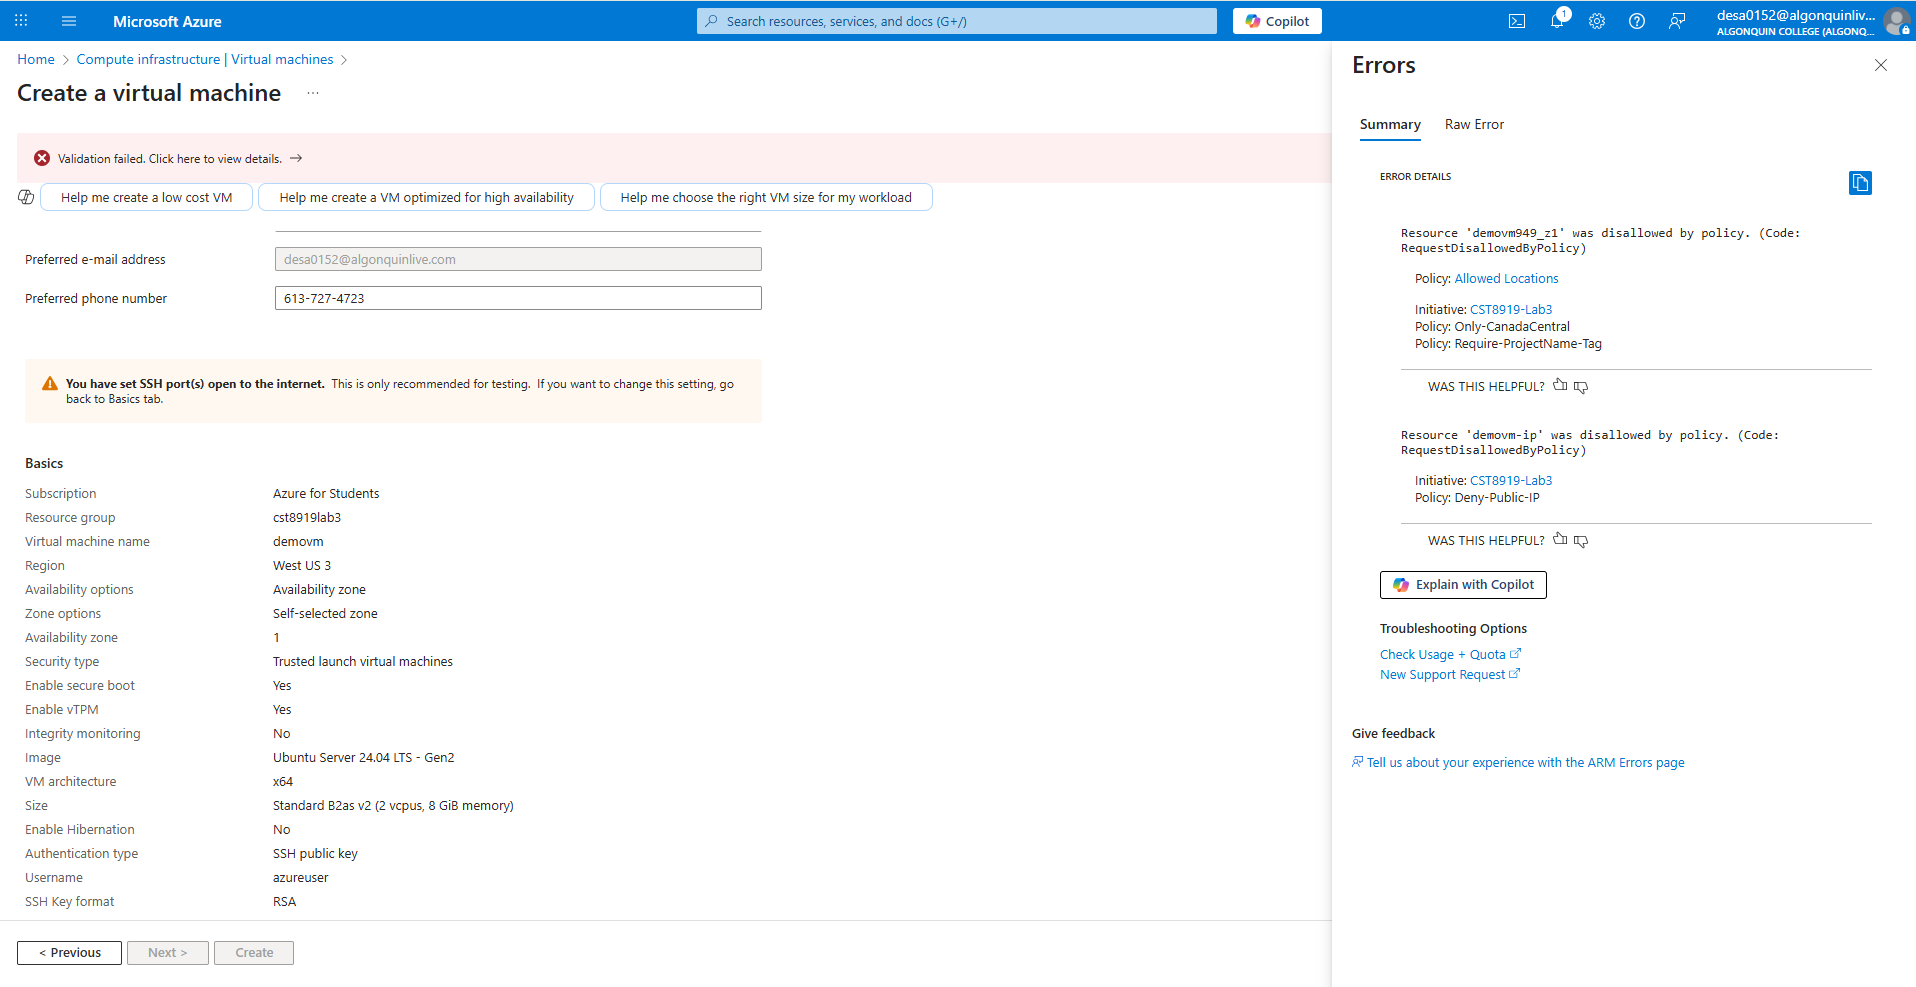 Microsoft Azure
Search resources, services, and docs (G+/)
Copilot
1
desa0152@algonquinliv...
ALGONQUIN COLLEGE (ALGONQ...
Home
Compute infrastructure | Virtual machines
Create a virtual machine
...
Validation failed. Click here to view details.
Help me create a low cost VM
Help me create a VM optimized for high availability
Help me choose the right VM size for my workload
Preferred e-mail address
desa0152@algonquinlive.com
Preferred phone number
613-727-4723
You have set SSH port(s) open to the internet. This is only recommended for testing. If you want to change this setting, go
back to Basics tab.
Basics
Subscription Azure for Students
Resource group cst8919lab3
Virtual machine name demovm
Region West US 3
Availability options Availability zone
Zone options Self-selected zone
Availability zone 1
Security type Trusted launch virtual machines
Enable secure boot Yes
Enable vTPM Yes
Integrity monitoring No
Image Ubuntu Server 24.04 LTS - Gen2
VM architecture x64
Size Standard B2as v2 (2 vcpus, 8 GiB memory)
Enable Hibernation No
Authentication type SSH public key
Username azureuser
SSH Key format RSA
< Previous
Next >
Create
Errors
Summary
Raw Error
ERROR DETAILS
Resource 'demovm949_z1' was disallowed by policy. (Code:
RequestDisallowedByPolicy)
Policy: Allowed Locations
Initiative: CST8919-Lab3
Policy: Only-CanadaCentral
Policy: Require-ProjectName-Tag
WAS THIS HELPFUL?
Resource 'demovm-ip' was disallowed by policy. (Code:
RequestDisallowedByPolicy)
Initiative: CST8919-Lab3
Policy: Deny-Public-IP
WAS THIS HELPFUL?
Explain with Copilot
Troubleshooting Options
Check Usage + Quota
New Support Request
Give feedback
Tell us about your experience with the ARM Errors page